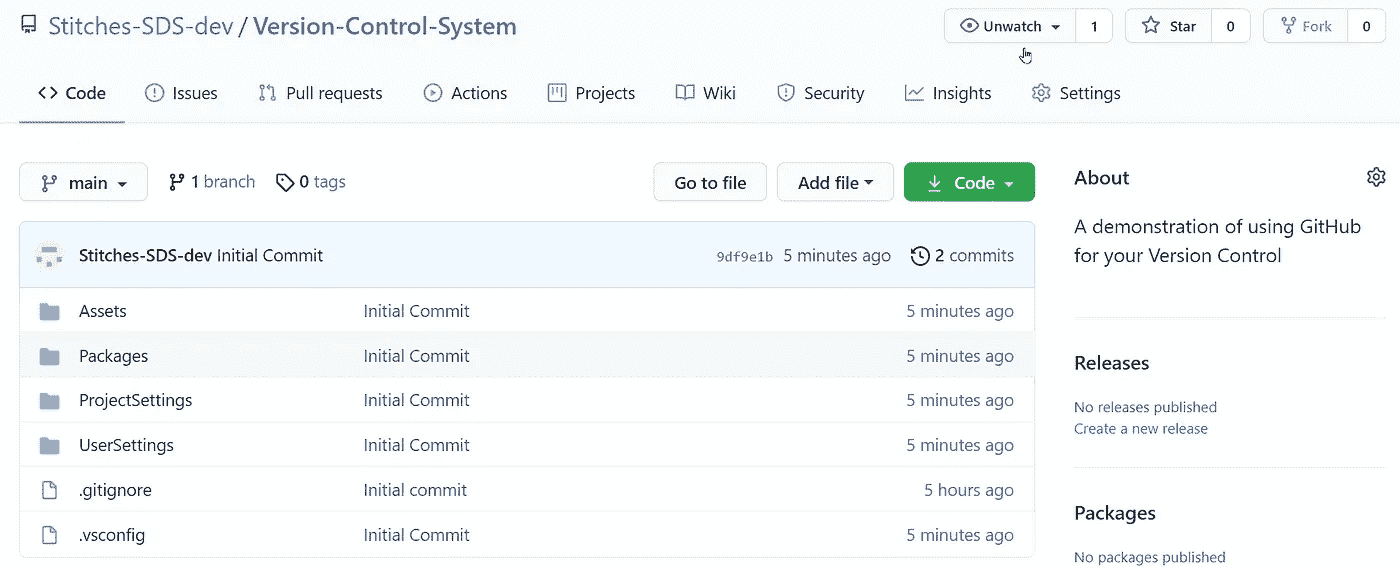 Stitches-SDS-dev / Version-Control-System
Unwatch 1 Star 0 Fork 0
Code Issues Pull requests Actions Projects Wiki Security Insights Settings
main 1 branch 0 tags Go to file Add file Code
Stitches-SDS-dev Initial Commit 9df9e1b 5 minutes ago 2 commits
Assets Initial Commit 5 minutes ago
Packages Initial Commit 5 minutes ago
ProjectSettings Initial Commit 5 minutes ago
UserSettings Initial Commit 5 minutes ago
.gitignore Initial commit 5 hours ago
.vsconfig Initial Commit 5 minutes ago
About
A demonstration of using GitHub
for your Version Control
Releases
No releases published
Create a new release
Packages
No packages published